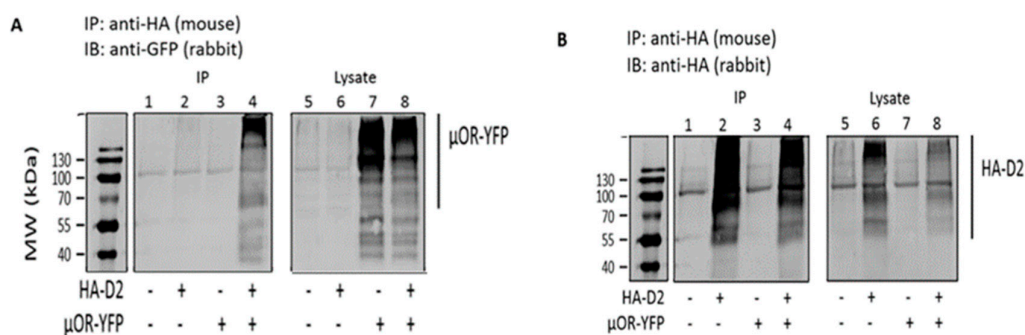 A
IP: anti-HA (mouse)
IB: anti-GFP (rabbit)
IP Lysate
1 2 3 4 5 6 7 8
130
100
70
55
40
MW (kDa)
μOR-YFP
HA-D2 - + - + - + - +
μOR-YFP - - + + - - + +
B
IP: anti-HA (mouse)
IB: anti-HA (rabbit)
IP Lysate
1 2 3 4 5 6 7 8
130
100
70
55
40
HA-D2
HA-D2 - + - + - + - +
μOR-YFP - - + + - - + +